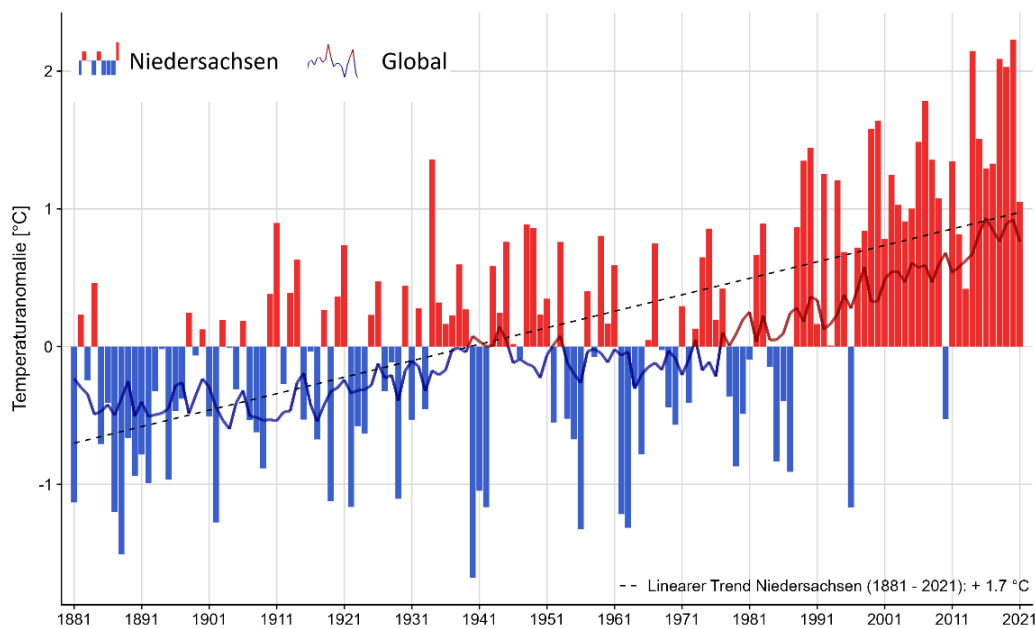 Niedersachsen Global
Temperaturanomalie [°C]
2
1
0
-1
-- Linearer Trend Niedersachsen (1881 - 2021): + 1.7 °C
1881 1891 1901 1911 1921 1931 1941 1951 1961 1971 1981 1991 2001 2011 2021